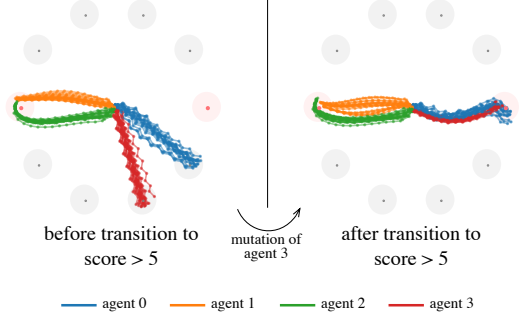 before transition to
score > 5
mutation of
agent 3
after transition to
score > 5
agent 0
agent 1
agent 2
agent 3